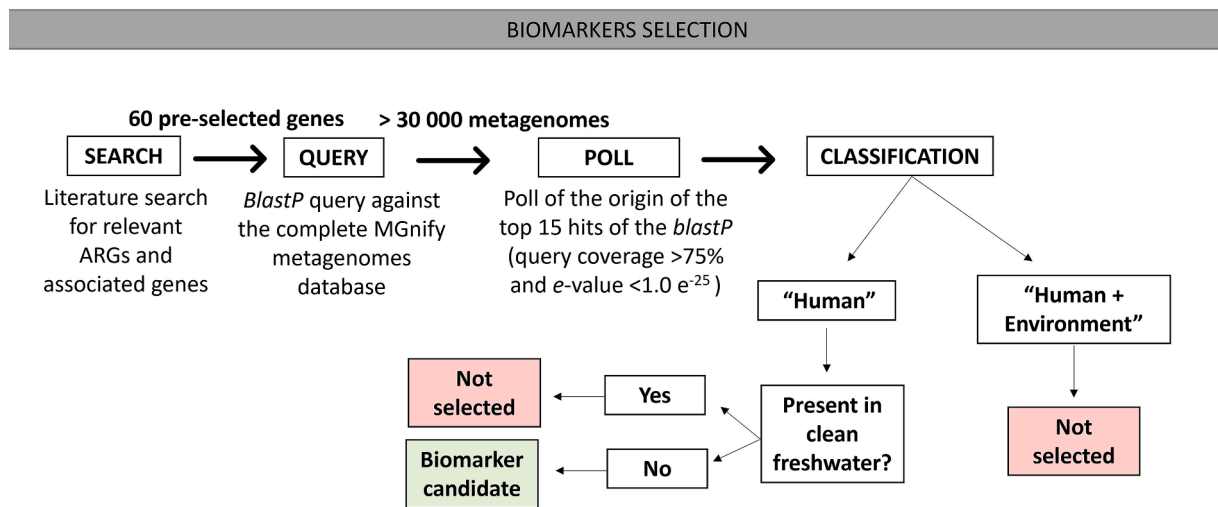 BIOMARKERS SELECTION
60 pre-selected genes
> 30 000 metagenomes
SEARCH
QUERY
POLL
CLASSIFICATION
Literature search
for relevant
ARGs and
associated genes
BlastP query against
the complete MGnify
metagenomes
database
Poll of the origin of the
top 15 hits of the blastP
(query coverage >75%
and e-value <1.0 e⁻²⁵ )
“Human”
“Human +
Environment”
Not
selected
Yes
Present in
clean
freshwater?
Not
selected
Biomarker
candidate
No